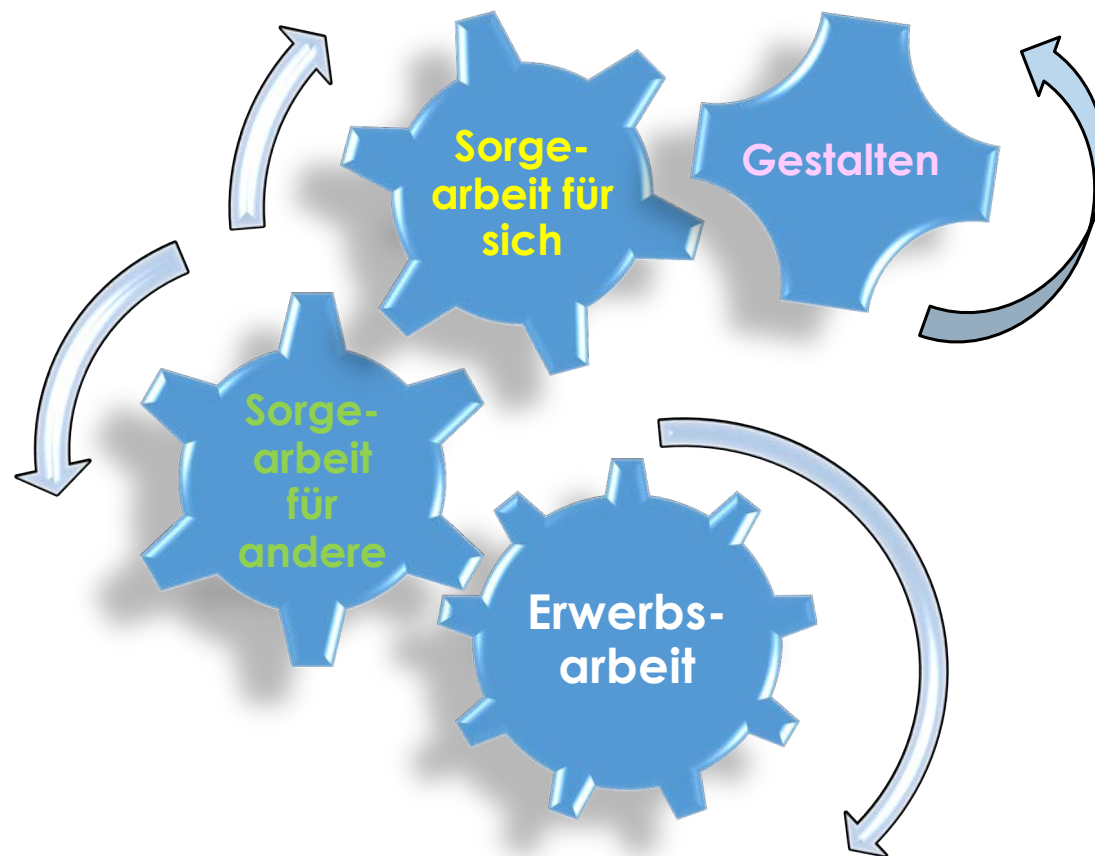 Sorge-
arbeit für
sich
Gestalten
Sorge-
arbeit
für
andere
Erwerbs-
arbeit